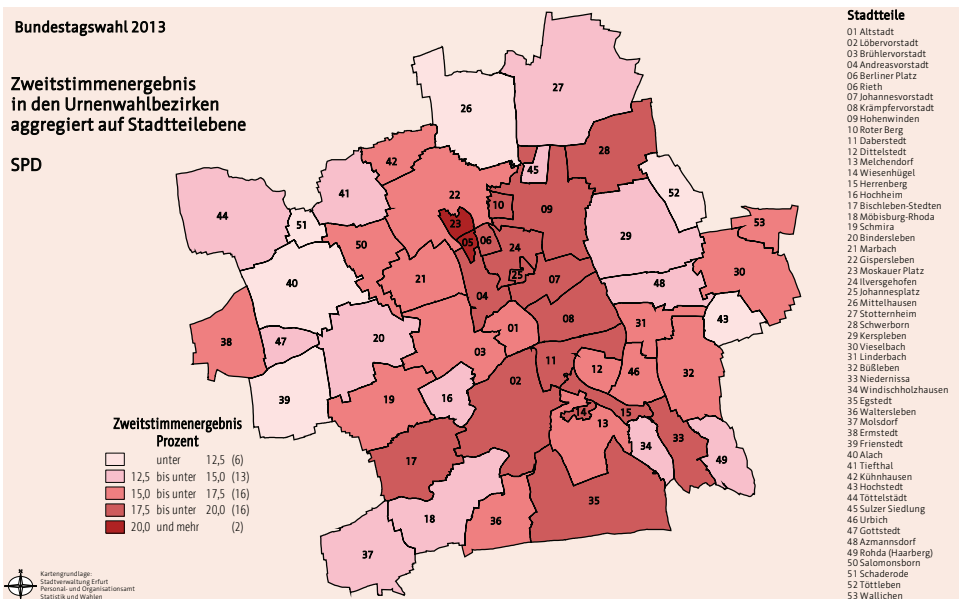 Bundestagswahl 2013
Zweitstimmenergebnis
in den Urnenwahlbezirken
aggregiert auf Stadtteilebene
SPD
27
26
28
45
42
52
41
22
10
09
44
53
51
23
05
06
24
29
50
30
25
21
07
40
48
04
43
08
31
01
38
47
20
03
11
12
46
32
02
39
19
16
14
15
13
33
34
17
49
35
18
36
37
Zweitstimmenergebnis
Prozent
unter 12,5 (6)
12,5 bis unter 15,0 (13)
15,0 bis unter 17,5 (16)
17,5 bis unter 20,0 (16)
20,0 und mehr (2)
Kartengrundlage:
Stadtverwaltung Erfurt
Personal- und Organisationsamt
Statistik und Wahlen
Stadtteile
01 Altstadt
02 Löbervorstadt
03 Brühlervorstadt
04 Andreasvorstadt
06 Berliner Platz
06 Rieth
07 Johannesvorstadt
08 Krämpfervorstadt
09 Hohenwinden
10 Roter Berg
11 Daberstedt
12 Dittelstedt
13 Melchendorf
14 Wiesenhügel
15 Herrenberg
16 Hochheim
17 Bischleben-Stedten
18 Möbisburg-Rhoda
19 Schmira
20 Bindersleben
21 Marbach
22 Gispersleben
23 Moskauer Platz
24 Ilversgehofen
25 Johannesplatz
26 Mittelhausen
27 Stotternheim
28 Schwerborn
29 Kerspleben
30 Vieselbach
31 Linderbach
32 Büßleben
33 Niedernissa
34 Windischholzhausen
35 Egstedt
36 Waltersleben
37 Molsdorf
38 Ermstedt
39 Frienstedt
40 Alach
41 Tiefthal
42 Kühnhausen
43 Hochstedt
44 Töttelstädt
45 Sulzer Siedlung
46 Urbich
47 Gottstedt
48 Azmannsdorf
49 Rohda (Haarberg)
50 Salomonsborn
51 Schaderode
52 Töttleben
53 Wallichen